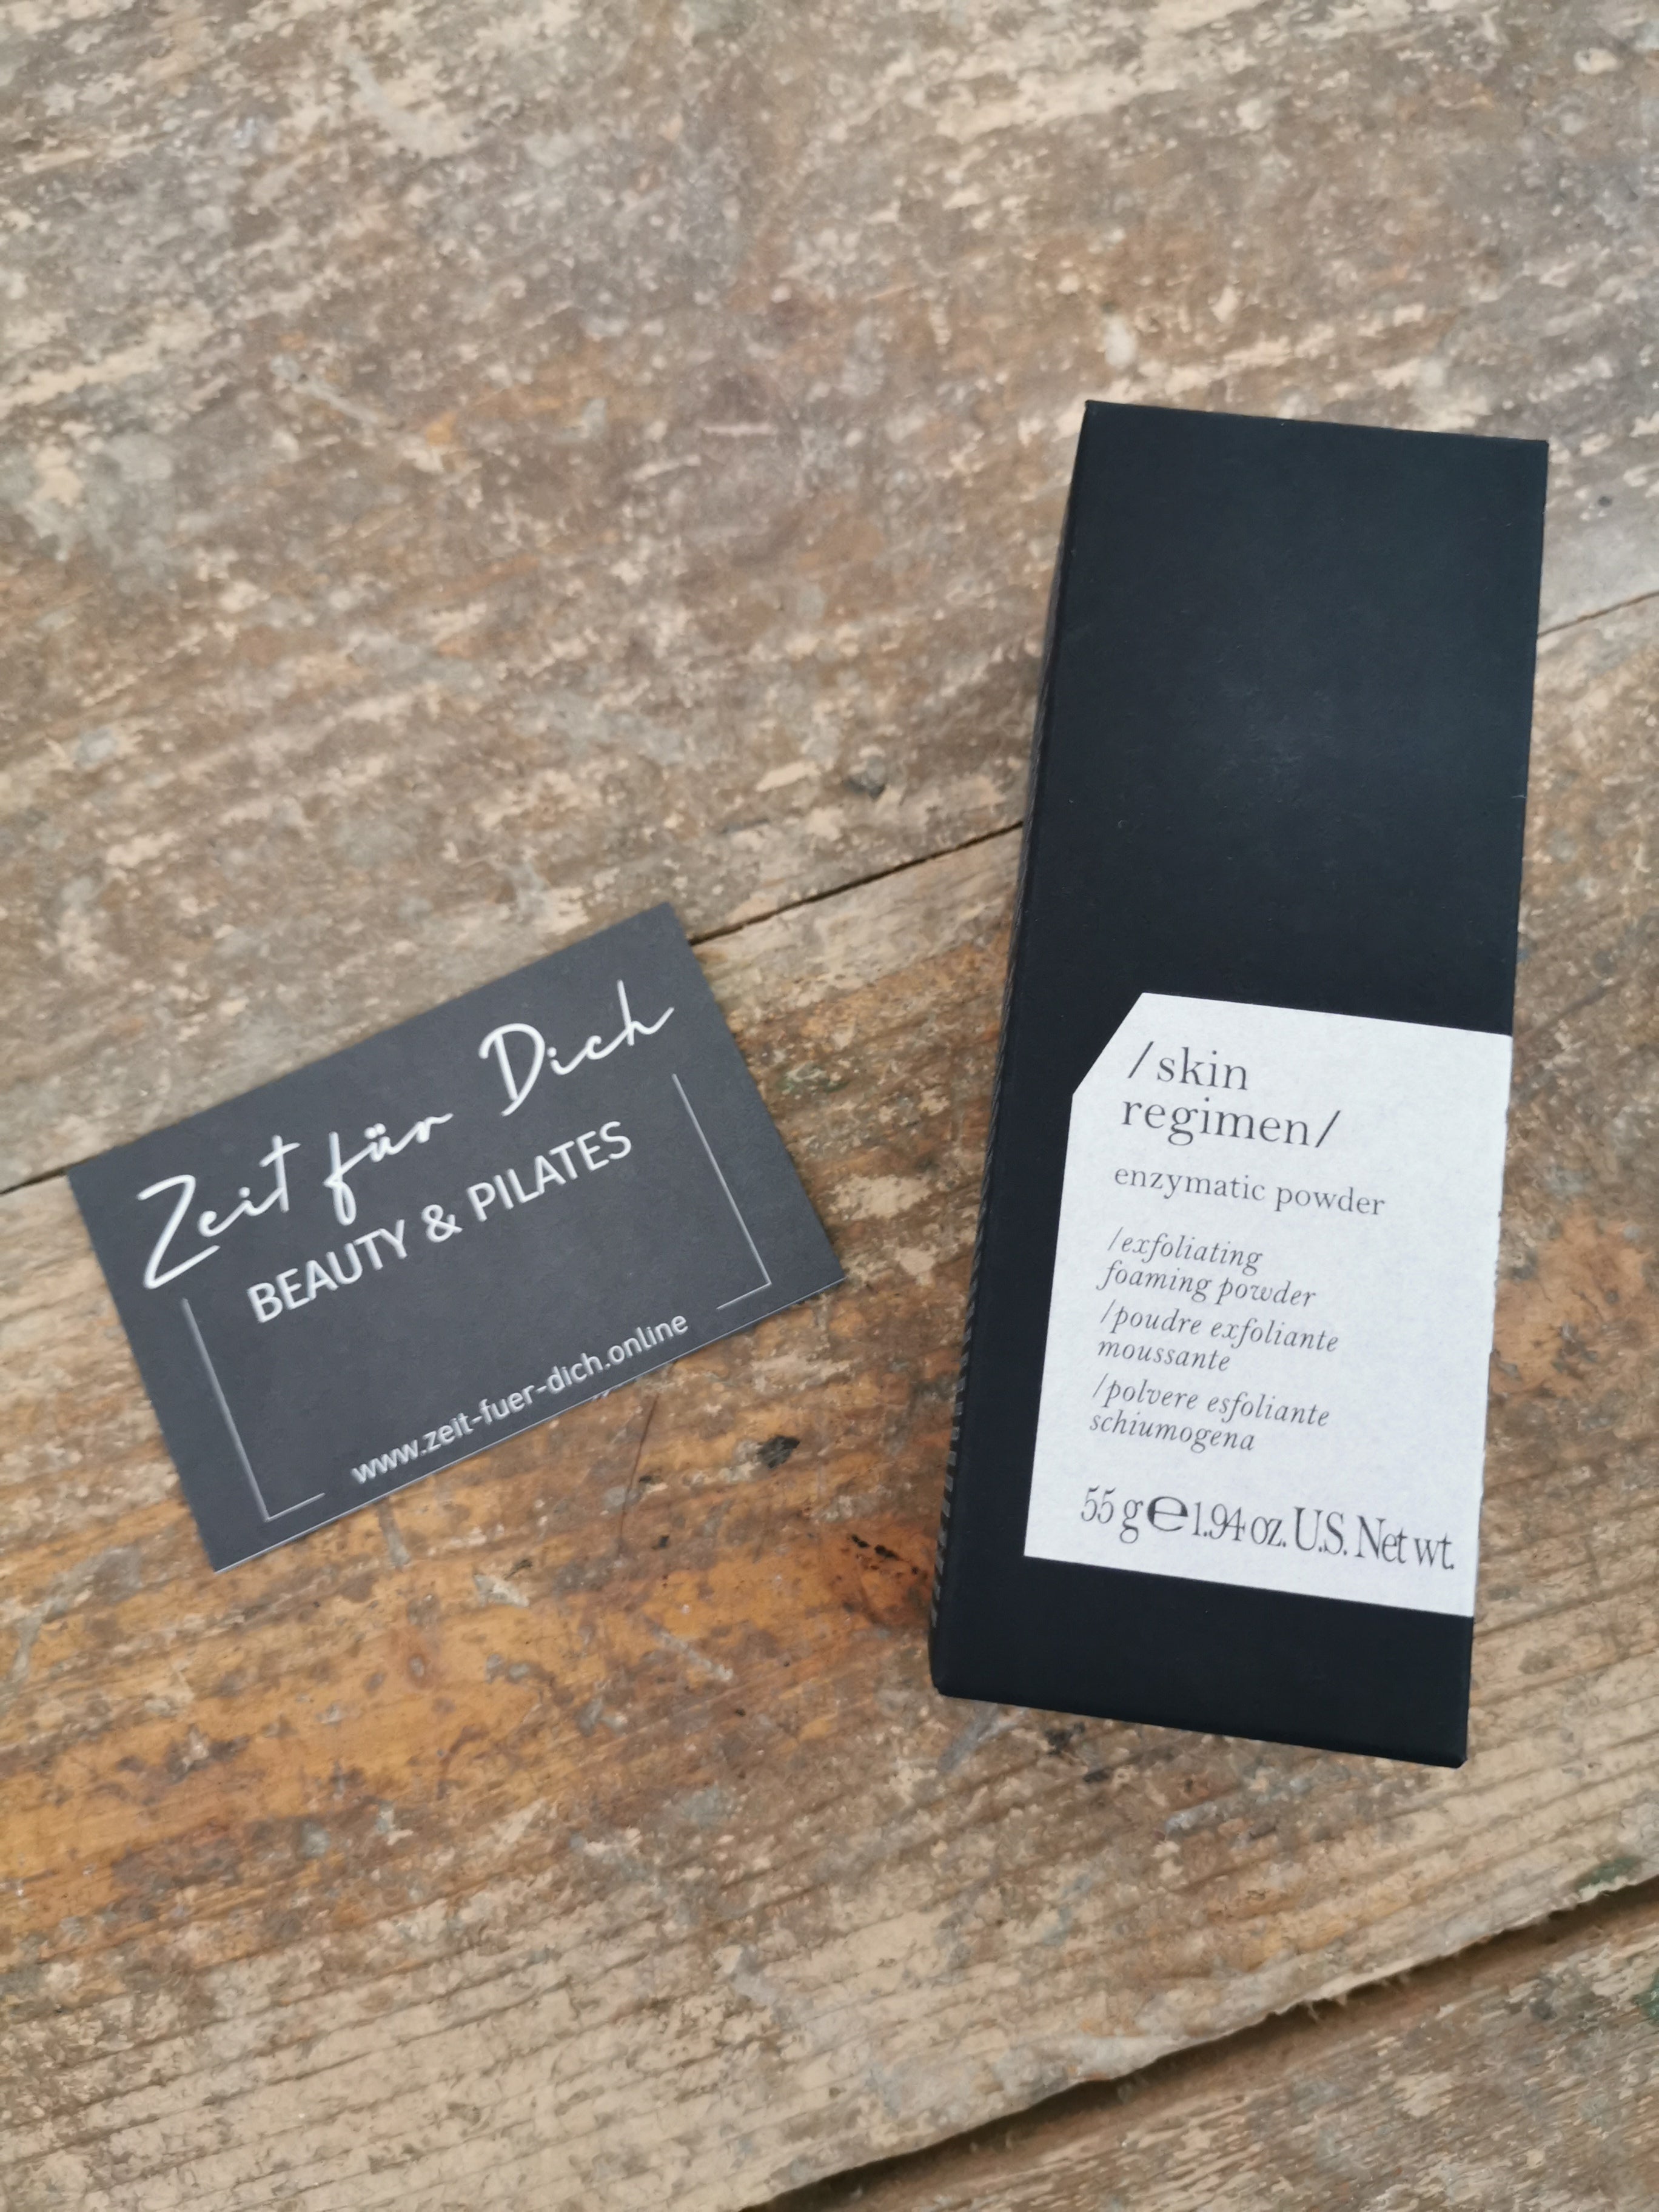 Zeit für Dich
BEAUTY & PILATES
www.zeit-fuer-dich.online
/skin
regimen/
enzymatic powder
/exfoliating
foaming powder
/poudre exfoliante
moussante
/polvere esfoliante
schiumogena
55 g ℮ 1.94 oz. U.S. Net wt.